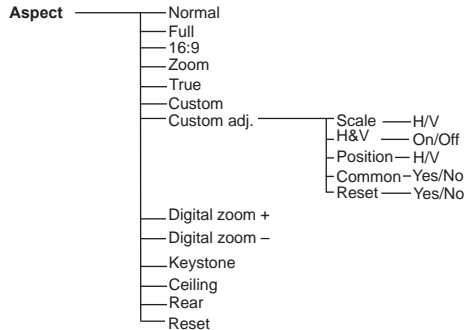 Aspect Normal
Full
16:9
Zoom
True
Custom
Custom adj. Scale H/V
H&V On/Off
Position H/V
Common Yes/No
Reset Yes/No
Digital zoom +
Digital zoom –
Keystone
Ceiling
Rear
Reset